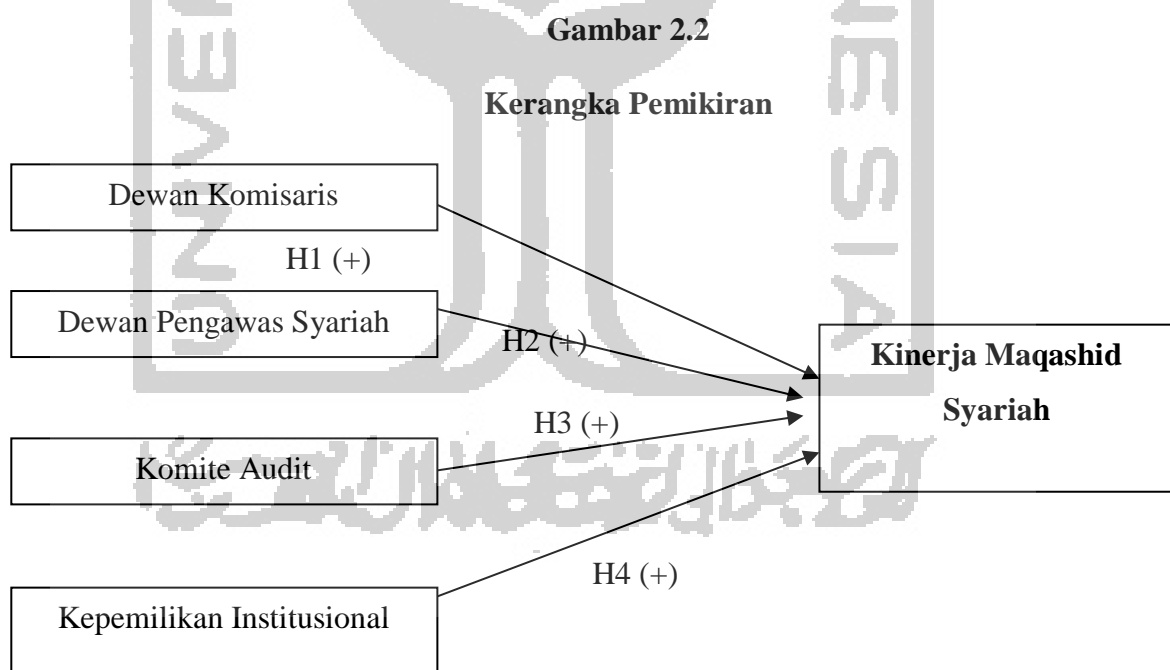 Gambar 2.2
Kerangka Pemikiran
Dewan Komisaris
H1 (+)
Dewan Pengawas Syariah
H2 (+)
Kinerja Maqashid
Syariah
H3 (+)
Komite Audit
H4 (+)
Kepemilikan Institusional